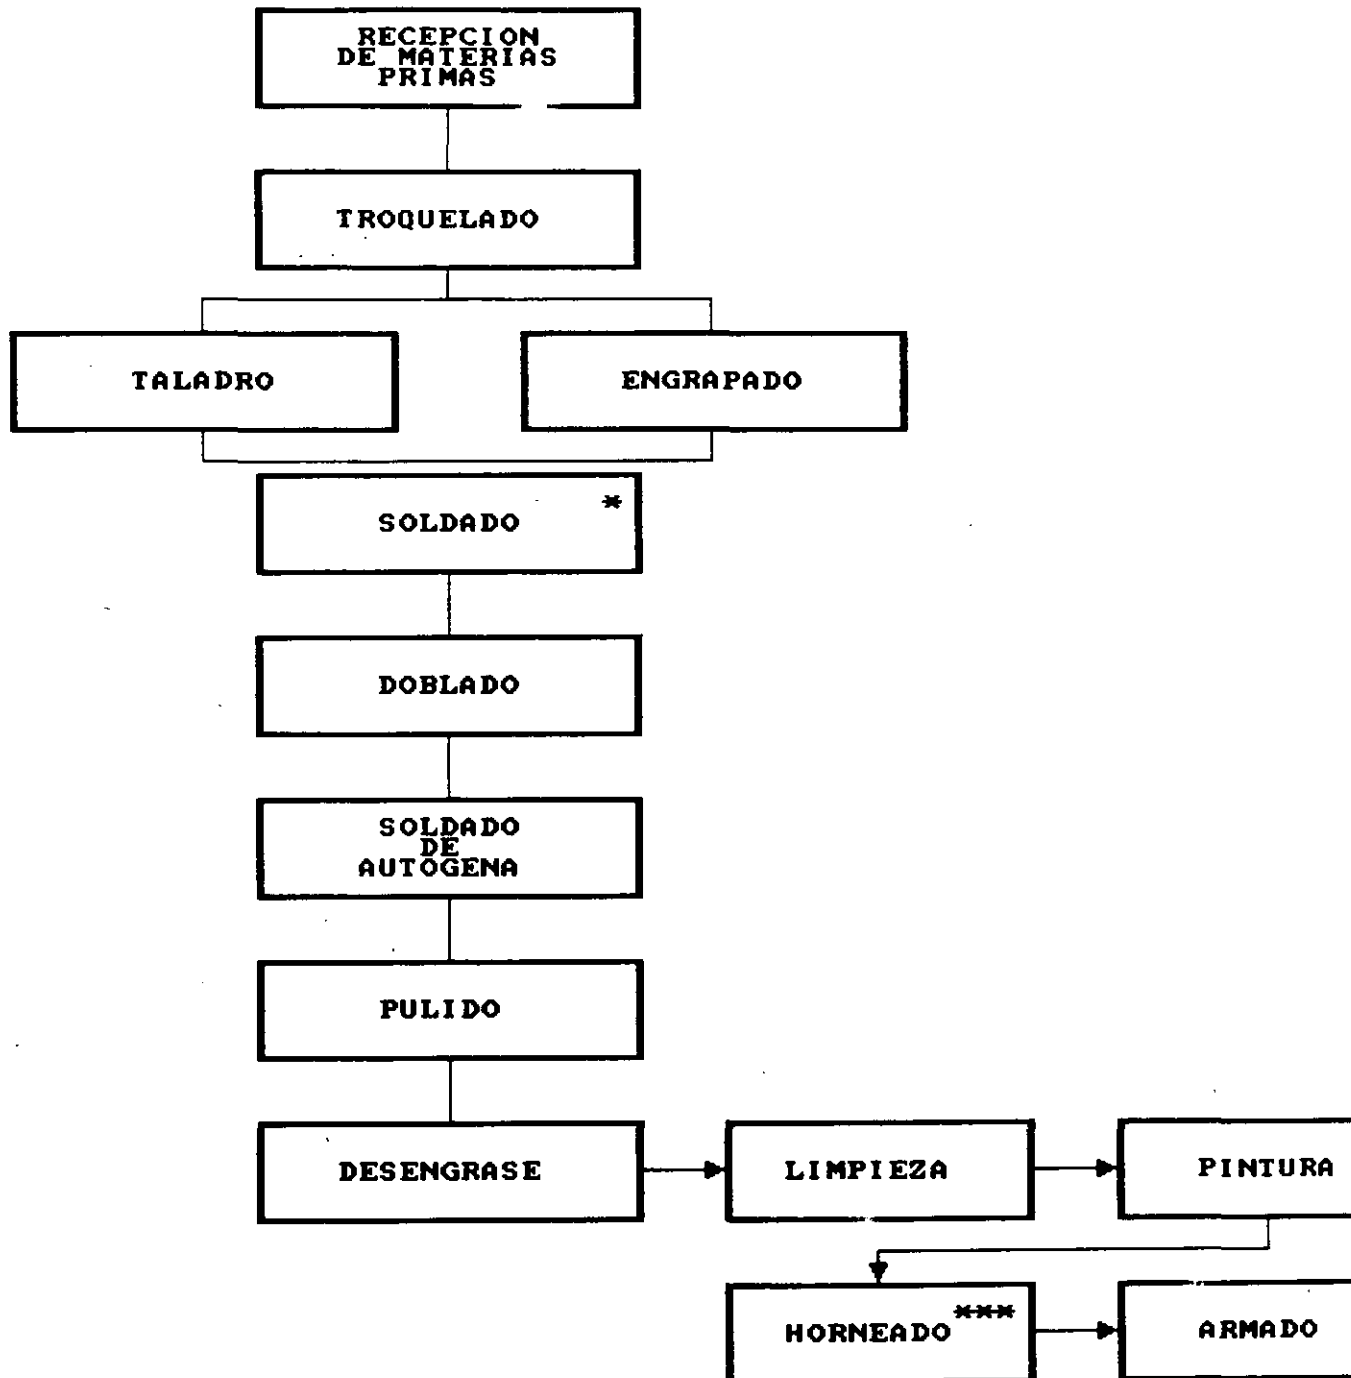 RECEPCION
DE MATERIAS
PRIMAS
TROQUELADO
TALADRO
ENGRAPADO
SOLDADO *
DOBLADO
SOLDADO
DE
AUTOGENA
PULIDO
DESENGRASE
LIMPIEZA
PINTURA
HORNEADO ***
ARMADO